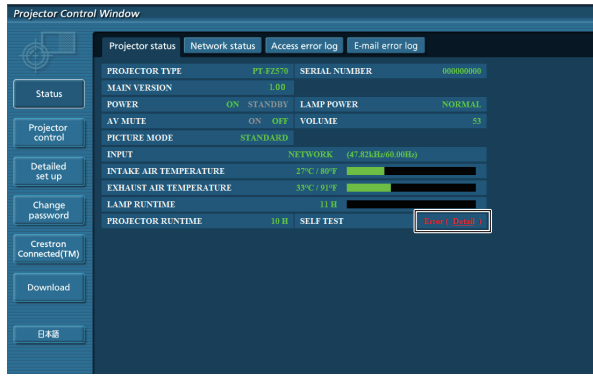 Projector Control Window
Projector status Network status Access error log E-mail error log
PROJECTOR TYPE PT-FZ570 SERIAL NUMBER 000000000
MAIN VERSION 1.00
POWER ON STANDBY LAMP POWER NORMAL
AV MUTE ON OFF VOLUME 53
PICTURE MODE STANDARD
INPUT NETWORK (47.82kHz/60.00Hz)
INTAKE AIR TEMPERATURE 27°C / 80°F
EXHAUST AIR TEMPERATURE 33°C / 91°F
LAMP RUNTIME 11 H
PROJECTOR RUNTIME 10 H SELF TEST Error ( Detail )
Status
Projector
control
Detailed
set up
Change
password
Crestron
Connected(TM)
Download
日本語